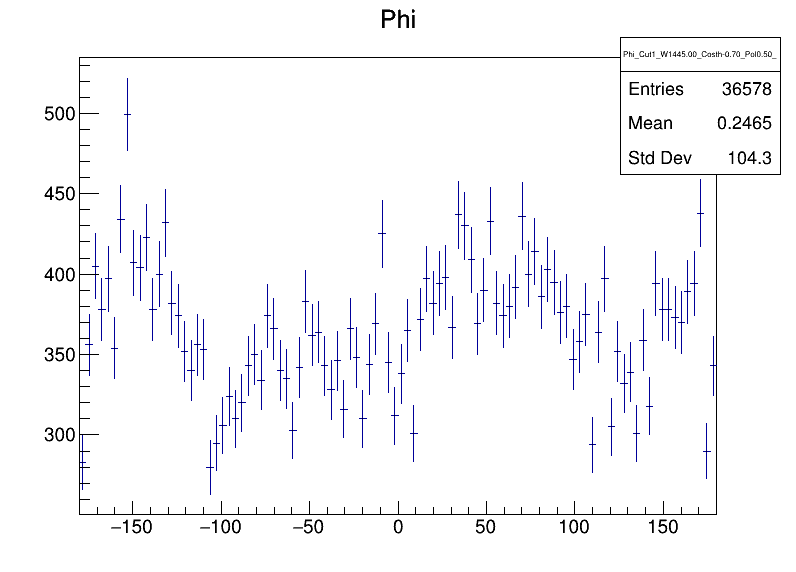 Phi
Phi_Cut1_W1445.00_Costh-0.70_Pol0.50_
Entries 36578
Mean 0.2465
Std Dev 104.3
500
450
400
350
300
−150 −100 −50 0 50 100 150